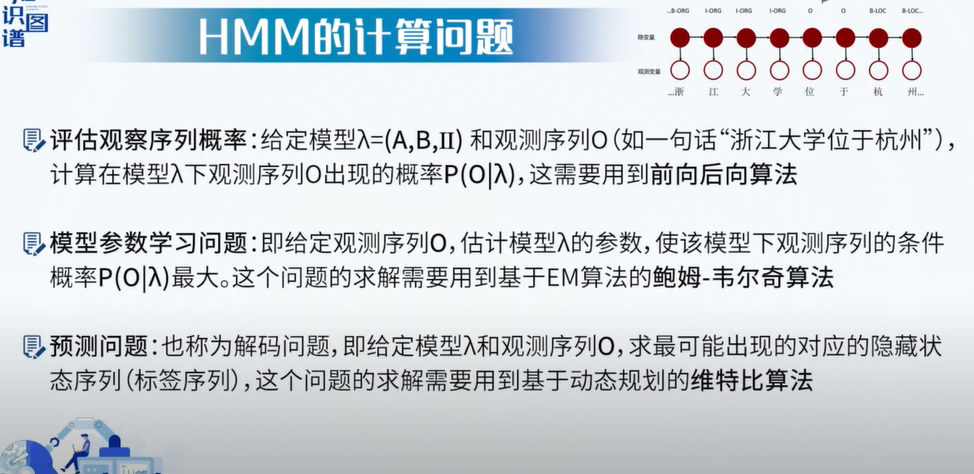 识图
谱
HMM的计算问题
...B-ORG I-ORG I-ORG I-ORG O O B-LOC B-LOC...
隐变量
观测变量
...浙 江 大 学 位 于 杭 州...
评估观察序列概率：给定模型λ=(A,B,II) 和观测序列O（如一句话“浙江大学位于杭州”），
计算在模型λ下观测序列O出现的概率P(O|λ)，这需要用到前向后向算法
模型参数学习问题：即给定观测序列O，估计模型λ的参数，使该模型下观测序列的条件
概率P(O|λ)最大。这个问题的求解需要用到基于EM算法的鲍姆-韦尔奇算法
预测问题：也称为解码问题，即给定模型λ和观测序列O，求最可能出现的对应的隐藏状
态序列（标签序列），这个问题的求解需要用到基于动态规划的维特比算法